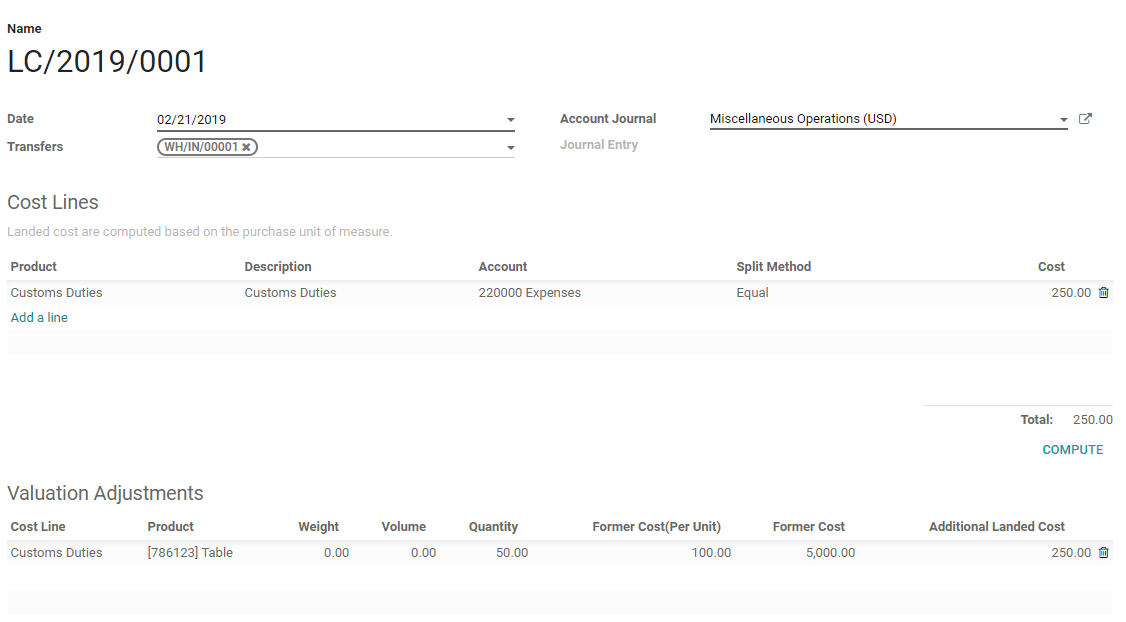 Name
LC/2019/0001
Date 02/21/2019 Account Journal Miscellaneous Operations (USD)
Transfers WH/IN/00001 ✖ Journal Entry
Cost Lines
Landed cost are computed based on the purchase unit of measure.
Product Description Account Split Method Cost
Customs Duties Customs Duties 220000 Expenses Equal 250.00
Add a line
Total: 250.00
COMPUTE
Valuation Adjustments
Cost Line Product Weight Volume Quantity Former Cost(Per Unit) Former Cost Additional Landed Cost
Customs Duties [786123] Table 0.00 0.00 50.00 100.00 5,000.00 250.00